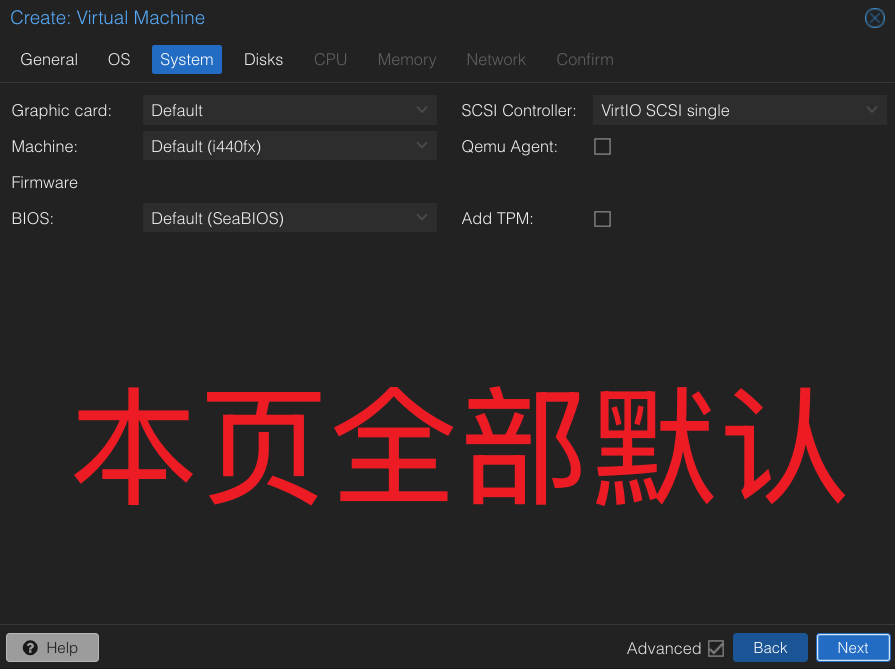 Create: Virtual Machine
General OS System Disks CPU Memory Network Confirm
Graphic card: Default SCSI Controller: VirtIO SCSI single
Machine: Default (i440fx) Qemu Agent:
Firmware
BIOS: Default (SeaBIOS) Add TPM:
本页全部默认
Help Advanced Back Next